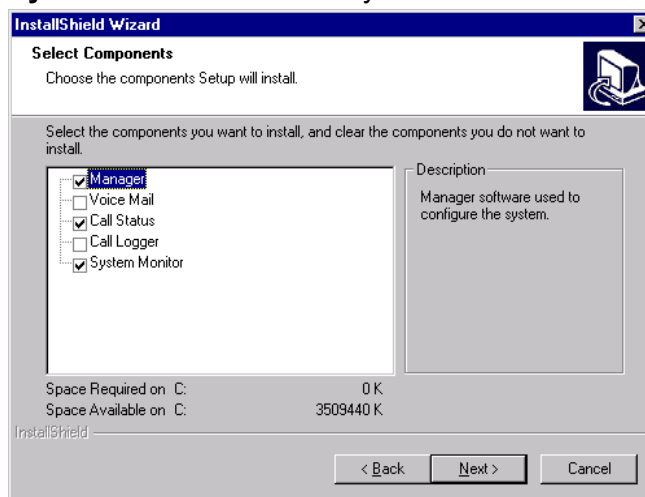 InstallShield Wizard
Select Components
Choose the components Setup will install.
Select the components you want to install, and clear the components you do not want to
install.
Manager
Voice Mail
Call Status
Call Logger
System Monitor
Description
Manager software used to
configure the system.
Space Required on C: 0 K
Space Available on C: 3509440 K
InstallShield
< Back Next > Cancel